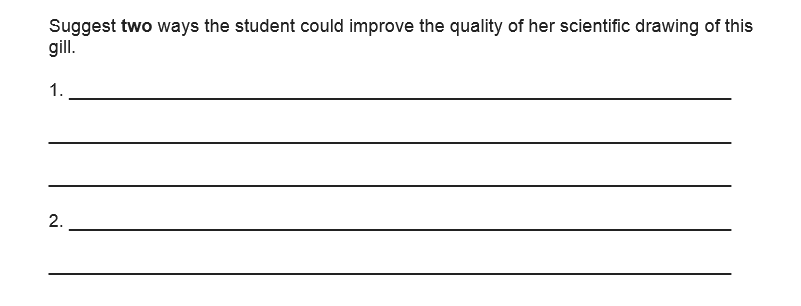 Suggest two ways the student could improve the quality of her scientific drawing of this
gill.
1.
2.